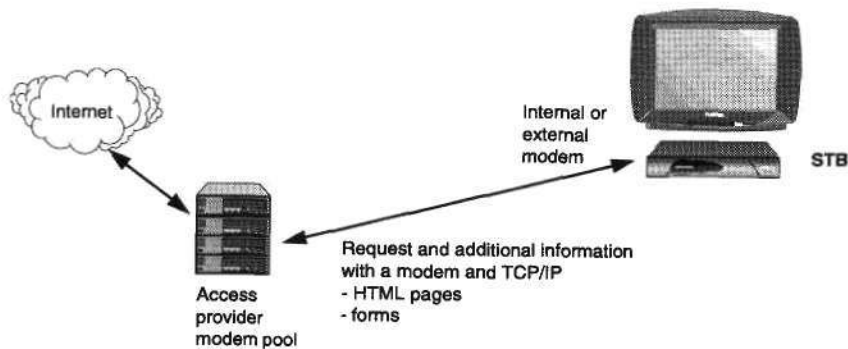 Internet
Internal or
external
modem
STB
Request and additional information
with a modem and TCP/IP
- HTML pages
- forms
Access
provider
modem pool